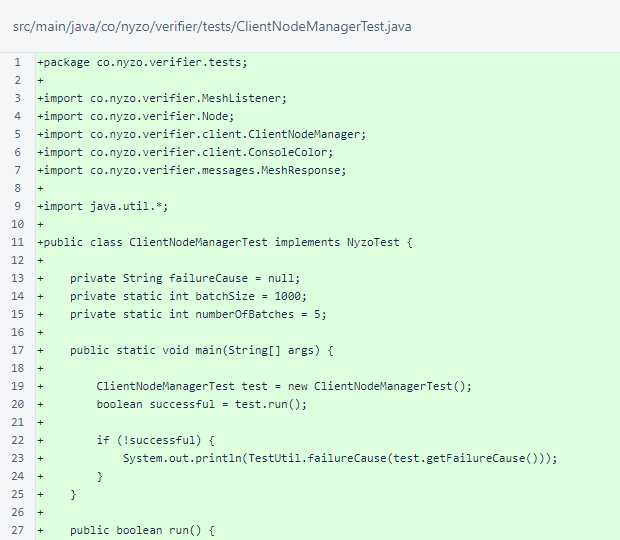 src/main/java/co/nyzo/verifier/tests/ClientNodeManagerTest.java
1 +package co.nyzo.verifier.tests;
2 +
3 +import co.nyzo.verifier.MeshListener;
4 +import co.nyzo.verifier.Node;
5 +import co.nyzo.verifier.client.ClientNodeManager;
6 +import co.nyzo.verifier.client.ConsoleColor;
7 +import co.nyzo.verifier.messages.MeshResponse;
8 +
9 +import java.util.*;
10 +
11 +public class ClientNodeManagerTest implements NyzoTest {
12 +
13 +    private String failureCause = null;
14 +    private static int batchSize = 1000;
15 +    private static int numberOfBatches = 5;
16 +
17 +    public static void main(String[] args) {
18 +
19 +        ClientNodeManagerTest test = new ClientNodeManagerTest();
20 +        boolean successful = test.run();
21 +
22 +        if (!successful) {
23 +            System.out.println(TestUtil.failureCause(test.getFailureCause()));
24 +        }
25 +    }
26 +
27 +    public boolean run() {